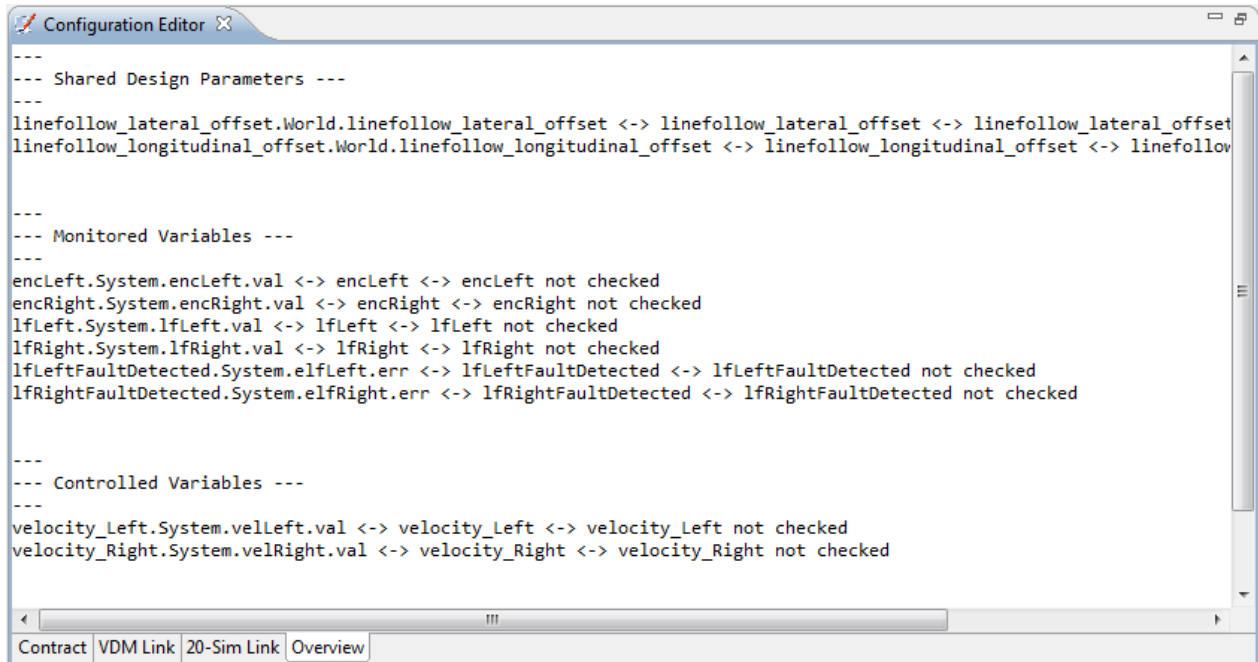 Configuration Editor
---
--- Shared Design Parameters ---
---
linefollow_lateral_offset.World.linefollow_lateral_offset <-> linefollow_lateral_offset <-> linefollow_lateral_offset
linefollow_longitudinal_offset.World.linefollow_longitudinal_offset <-> linefollow_longitudinal_offset <-> linefollow
---
--- Monitored Variables ---
---
encLeft.System.encLeft.val <-> encLeft <-> encLeft not checked
encRight.System.encRight.val <-> encRight <-> encRight not checked
lfLeft.System.lfLeft.val <-> lfLeft <-> lfLeft not checked
lfRight.System.lfRight.val <-> lfRight <-> lfRight not checked
lfLeftFaultDetected.System.elfLeft.err <-> lfLeftFaultDetected <-> lfLeftFaultDetected not checked
lfRightFaultDetected.System.elfRight.err <-> lfRightFaultDetected <-> lfRightFaultDetected not checked
---
--- Controlled Variables ---
---
velocity_Left.System.velLeft.val <-> velocity_Left <-> velocity_Left not checked
velocity_Right.System.velRight.val <-> velocity_Right <-> velocity_Right not checked
Contract VDM Link 20-Sim Link Overview